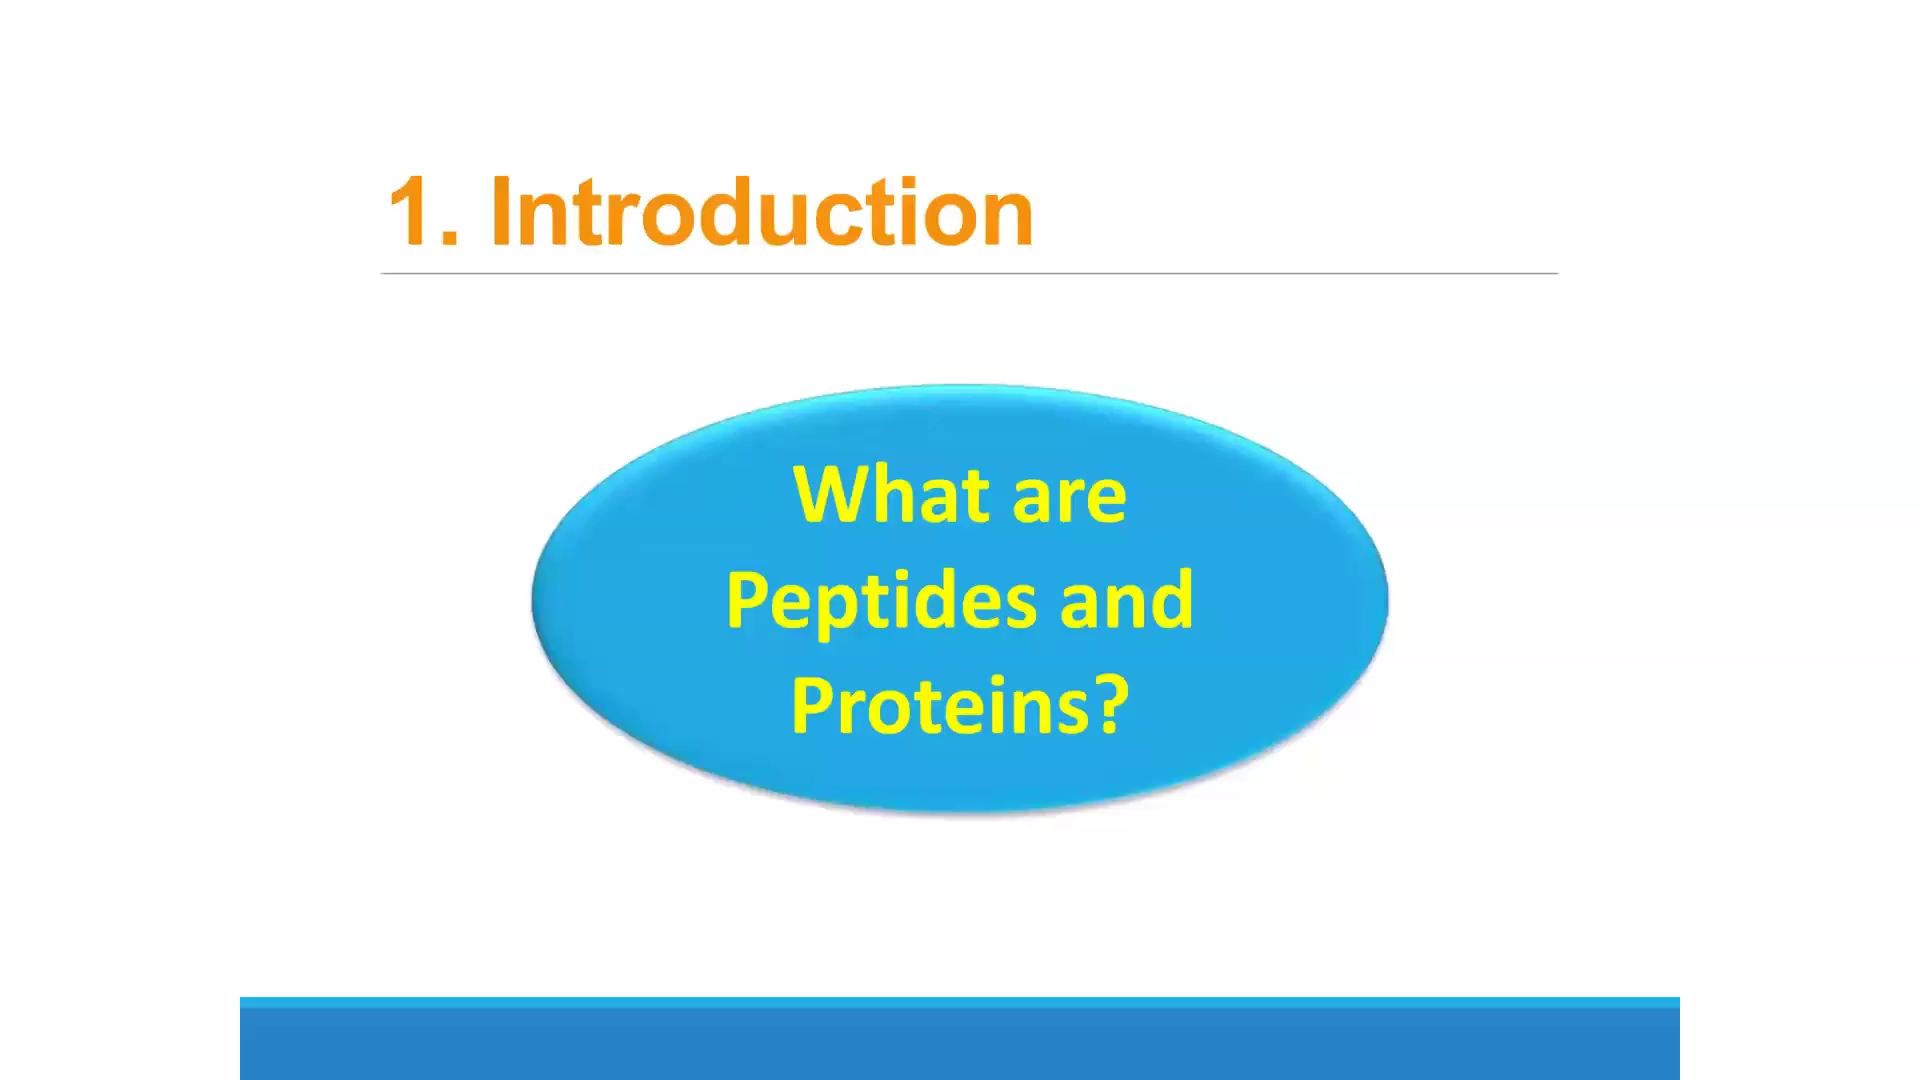 1. Introduction
What are
Peptides and
Proteins?